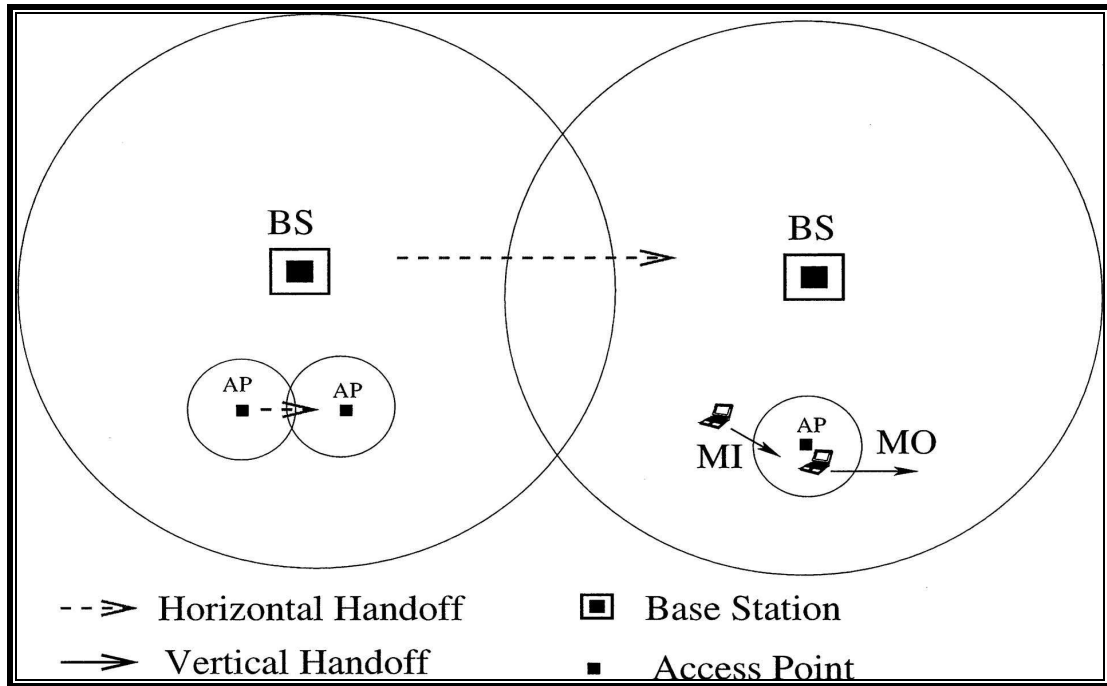 BS
BS
AP
AP
AP
MI
MO
Horizontal Handoff
Base Station
Vertical Handoff
Access Point